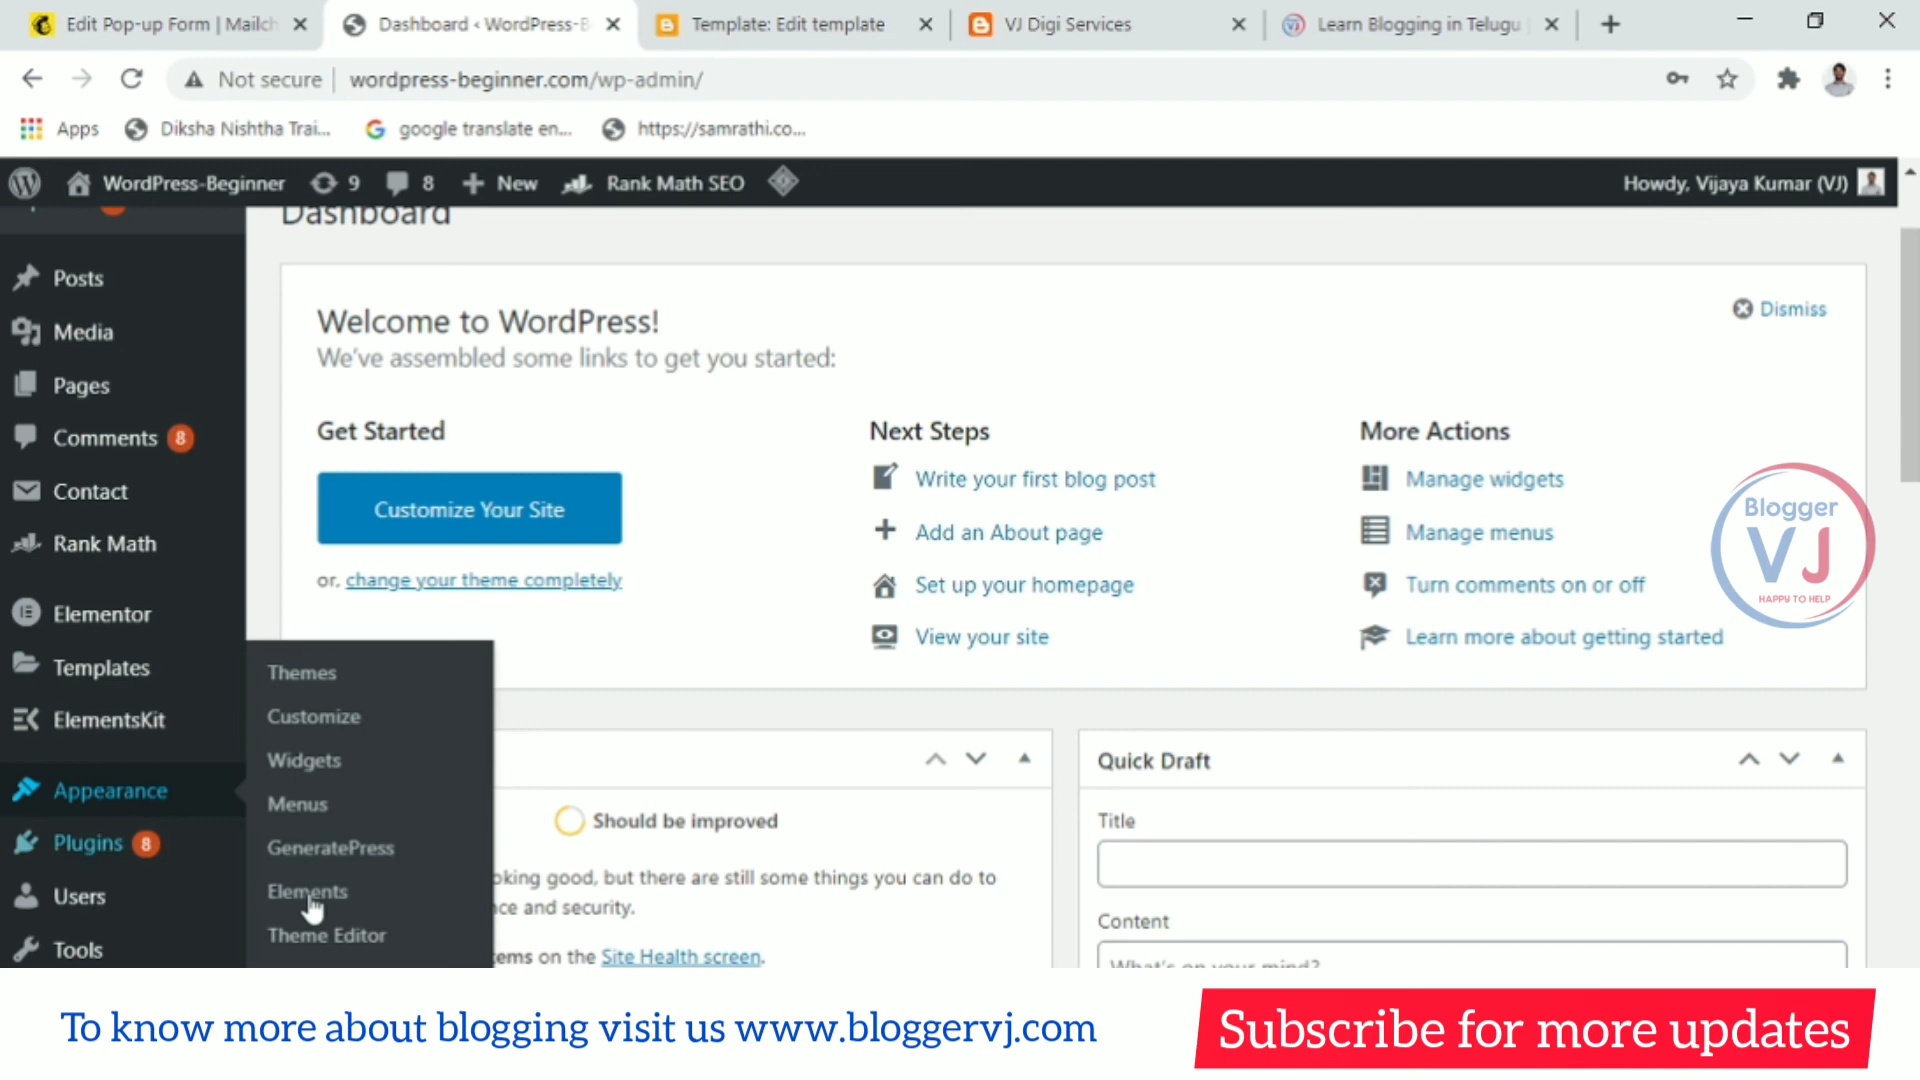 Edit Pop-up Form | Mailch
Dashboard ‹ WordPress-B
Template: Edit template
VJ Digi Services
Learn Blogging in Telugu
Not secure
wordpress-beginner.com/wp-admin/
Apps
Diksha Nishtha Trai...
google translate en...
https://samrathi.co...
WordPress-Beginner
9
8
New
Rank Math SEO
Howdy, Vijaya Kumar (VJ)
Dashboard
Posts
Media
Pages
Comments 8
Contact
Rank Math
Elementor
Templates
ElementsKit
Appearance
Plugins 8
Users
Tools
Themes
Customize
Widgets
Menus
GeneratePress
Elements
Theme Editor
Welcome to WordPress!
We've assembled some links to get you started:
Dismiss
Get Started
Customize Your Site
or, change your theme completely
Next Steps
Write your first blog post
Add an About page
Set up your homepage
View your site
More Actions
Manage widgets
Manage menus
Turn comments on or off
Learn more about getting started
Blogger
VJ
HAPPY TO HELP
Should be improved
oking good, but there are still some things you can do to
ce and security.
ems on the Site Health screen.
Quick Draft
Title
Content
What's on your mind?
To know more about blogging visit us www.bloggervj.com
Subscribe for more updates